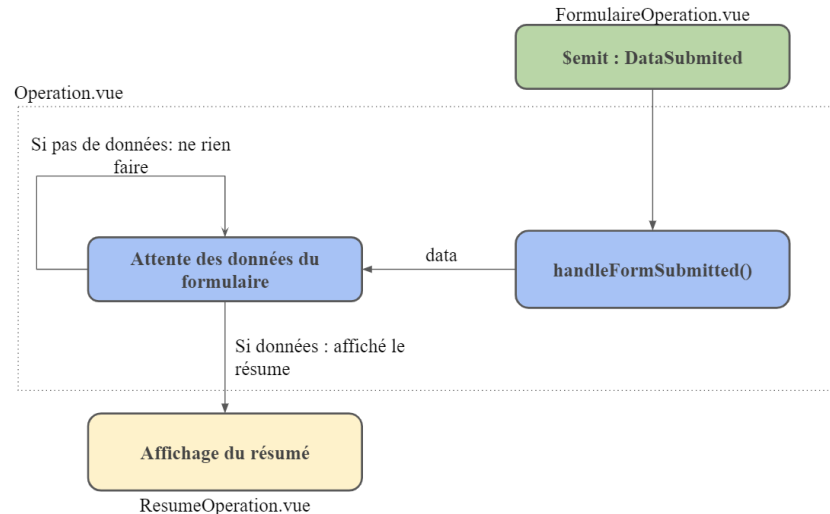 FormulaireOperation.vue
$emit : DataSubmited
Operation.vue
Si pas de données: ne rien
faire
Attente des données du
formulaire
data
handleFormSubmitted()
Si données : affiché le
résume
Affichage du résumé
ResumeOperation.vue